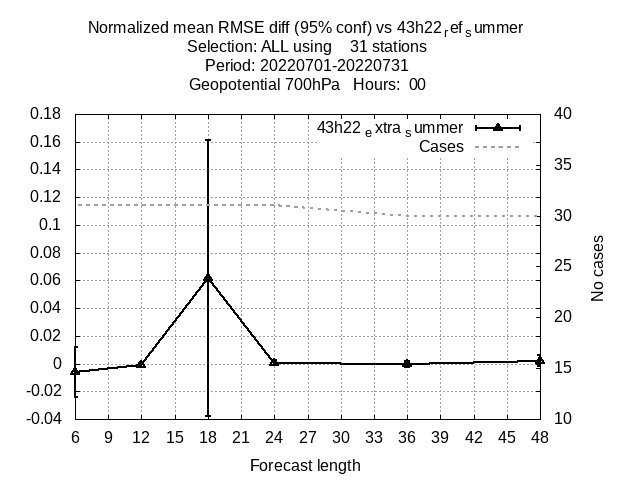 Normalized mean RMSE diff (95% conf) vs 43h22refsummer
Selection: ALL using 31 stations
Period: 20220701-20220731
Geopotential 700hPa Hours: 00
0.18
0.16
0.14
0.12
0.1
0.08
0.06
0.04
0.02
0
-0.02
-0.04
43h22extrasummer
Cases
40
35
30
25
20
15
10
No cases
6 9 12 15 18 21 24 27 30 33 36 39 42 45 48
Forecast length